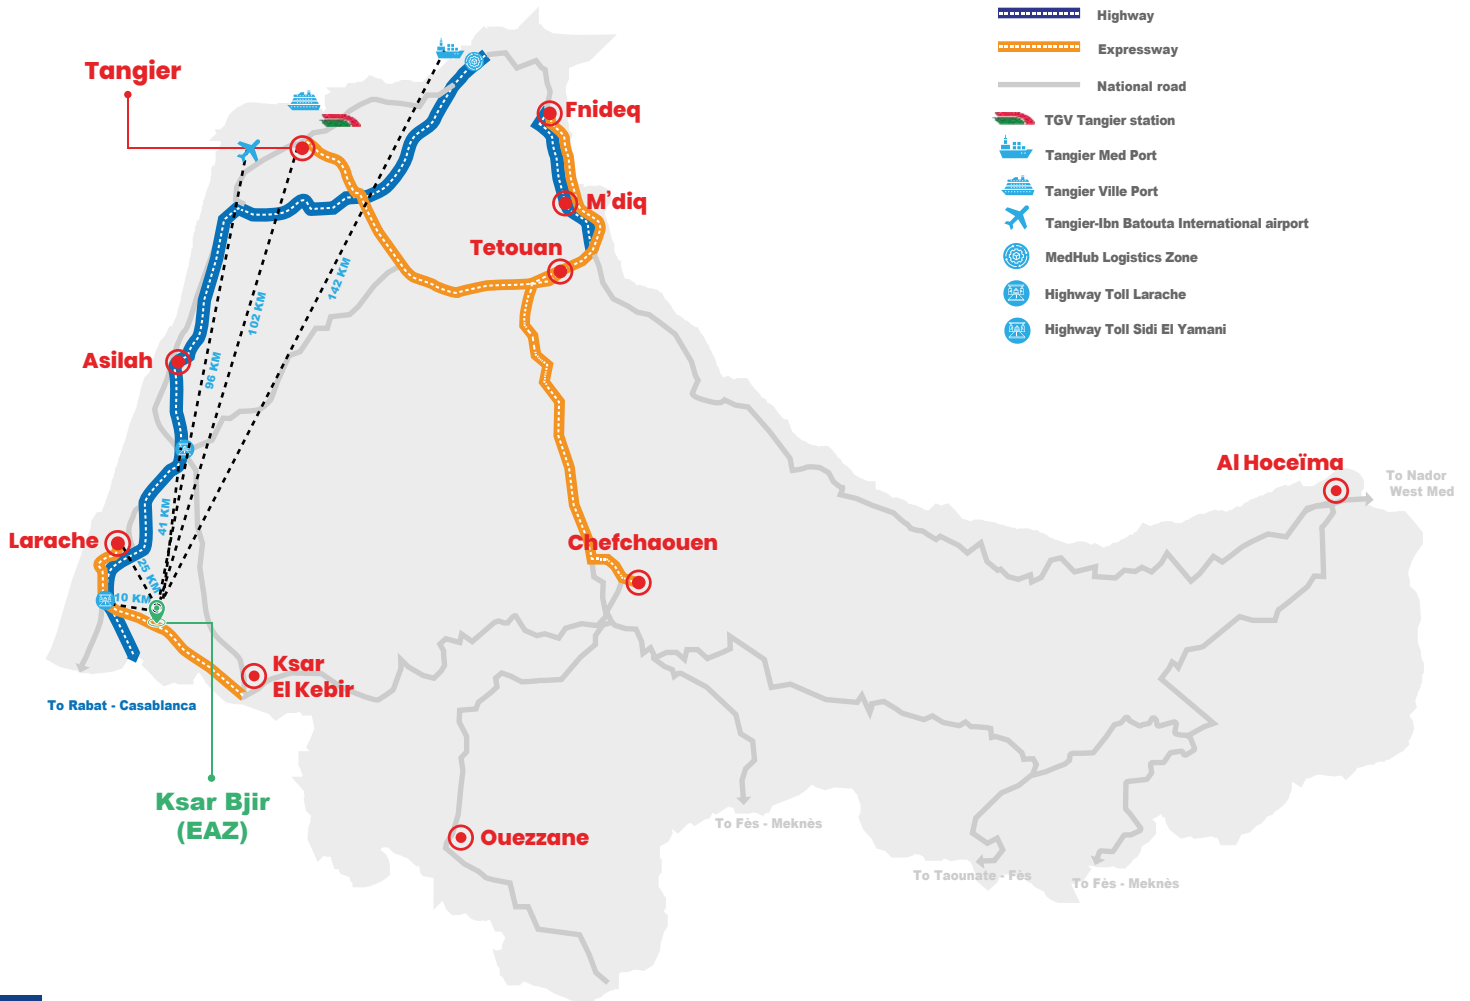 Highway
Expressway
National road
TGV Tangier station
Tangier Med Port
Tangier Ville Port
Tangier-Ibn Batouta International airport
MedHub Logistics Zone
Highway Toll Larache
Highway Toll Sidi El Yamani
Tangier
Fnideq
M'diq
Tetouan
142 KM
102 KM
96 KM
Asilah
Al Hoceïma
To Nador
West Med
41 KM
Larache
Chefchaouen
25 KM
10 KM
Ksar
El Kebir
To Rabat - Casablanca
Ksar Bjir
(EAZ)
Ouezzane
To Fès - Meknès
To Taounate - Fès
To Fès - Meknès